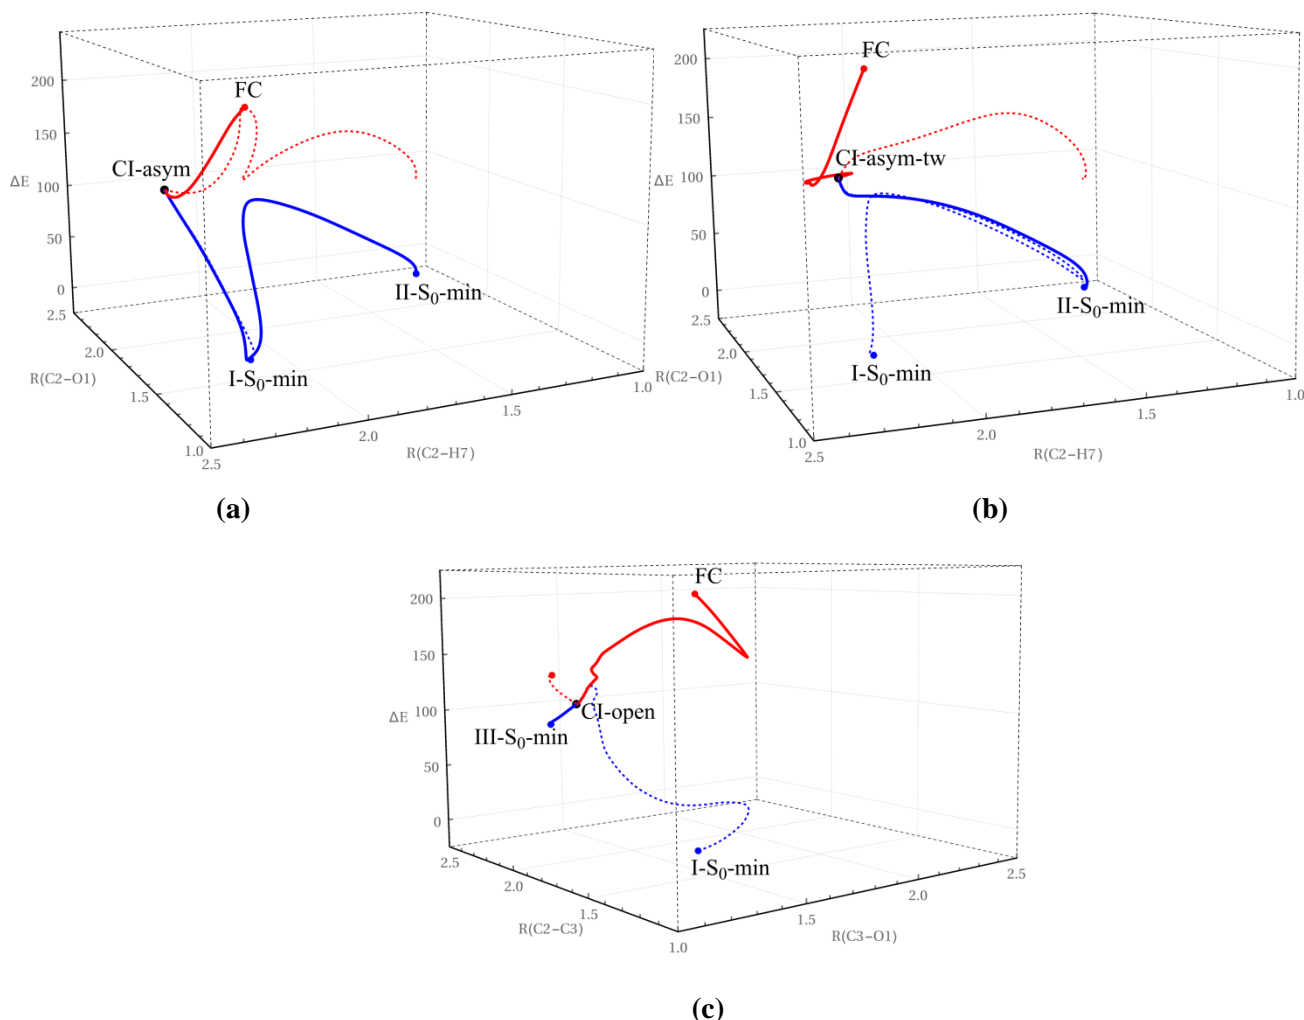 200
150
ΔE
100
50
0
2.5
2.0
R(C2−O1)
1.5
1.0
2.5
2.0
1.5
1.0
R(C2−H7)
FC
CI-asym
II-S0-min
I-S0-min
(a)
200
150
ΔE
100
50
0
2.5
2.0
R(C2−O1)
1.5
1.0
2.5
2.0
1.5
1.0
R(C2−H7)
FC
CI-asym-tw
II-S0-min
I-S0-min
(b)
200
150
ΔE
100
50
0
2.5
2.0
1.5
1.0
R(C2−C3)
1.5
2.0
2.5
R(C3−O1)
FC
CI-open
III-S0-min
I-S0-min
(c)